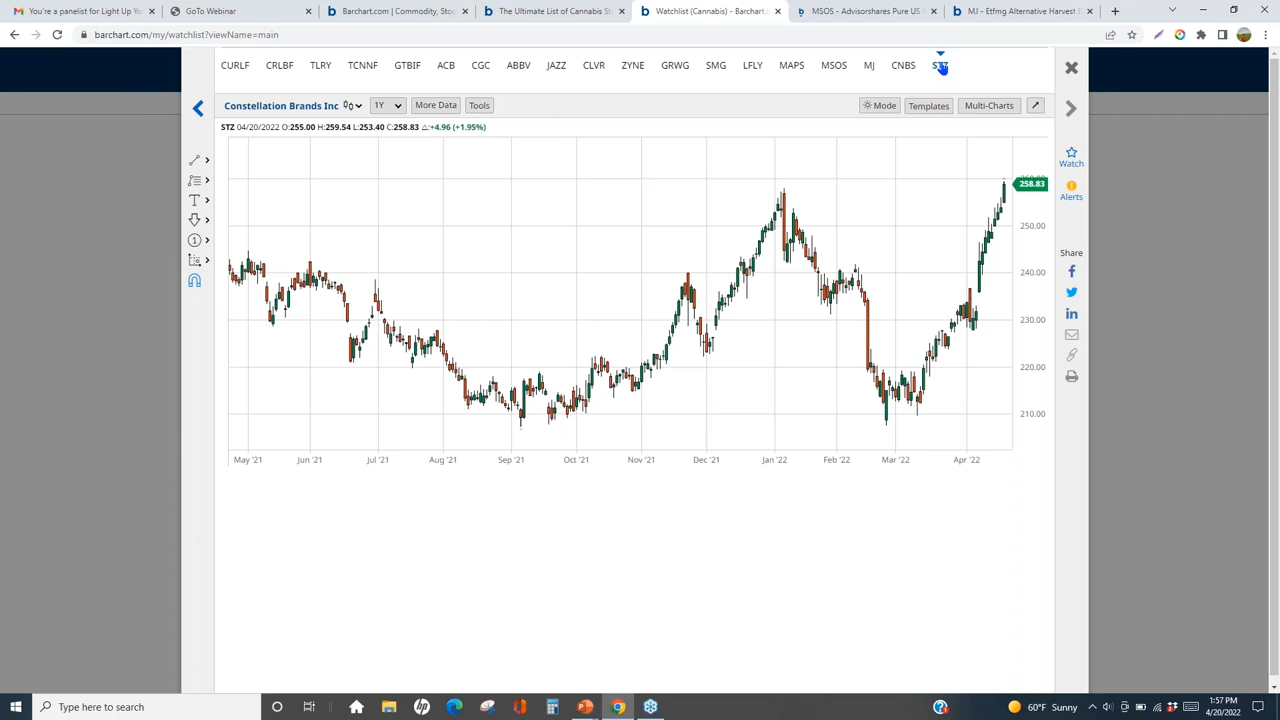 You're a panelist for Light Up Yo
GoTo Webinar
Barchart.com | Commodity, Stoc
The Ultimate List of Cannabis Sto
Watchlist (Cannabis) - Barchart.c
MSOS - Advisorshares Pure US C
MJ - Etfmg Alternative Harvest E
barchart.com/my/watchlist?viewName=main
CURLF CRLBF TLRY TCNNF GTBIF ACB CGC ABBV JAZZ CLVR ZYNE GRWG SMG LFLY MAPS MSOS MJ CNBS STZ
Constellation Brands Inc 1Y More Data Tools Mode Templates Multi-Charts
STZ 04/20/2022 O:255.00 H:259.54 L:253.40 C:258.83 △:+4.96 (+1.95%)
T
1
258.83
250.00
240.00
230.00
220.00
210.00
May '21 Jun '21 Jul '21 Aug '21 Sep '21 Oct '21 Nov '21 Dec '21 Jan '22 Feb '22 Mar '22 Apr '22
Watch
Alerts
Share
Type here to search
60°F Sunny
1:57 PM
4/20/2022